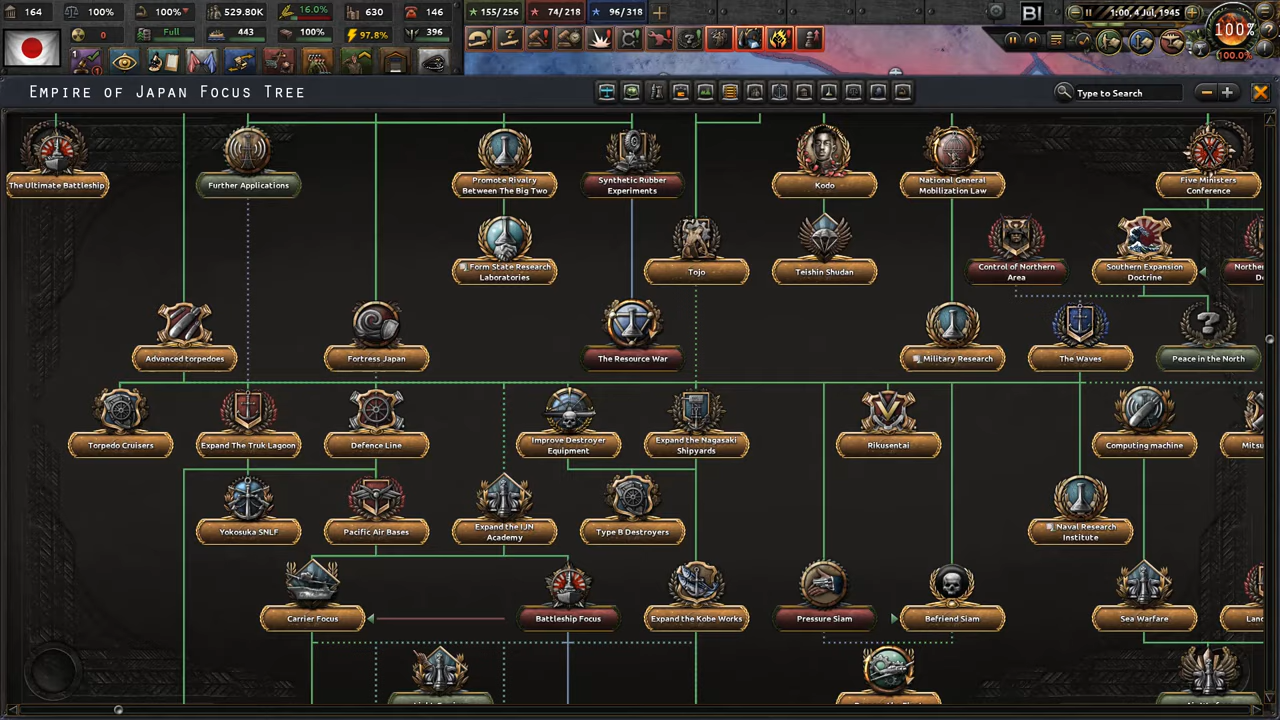 164
100%
100%
529.80K
16.0%
630
146
155/256
74/218
96/318
1:00, 4 Jul, 1945
100%
0
Full
443
100%
97.8%
396
100.0%
1
Empire of Japan Focus Tree
Type to Search
The Ultimate Battleship
Further Applications
Promote Rivalry
Between The Big Two
Synthetic Rubber
Experiments
Kodo
National General
Mobilization Law
Five Ministers
Conference
Form State Research
Laboratories
Tojo
Teishin Shudan
Control of Northern
Area
Southern Expansion
Doctrine
Advanced torpedoes
Fortress Japan
The Resource War
Military Research
The Waves
Peace in the North
Torpedo Cruisers
Expand The Truk Lagoon
Defence Line
Improve Destroyer
Equipment
Expand the Nagasaki
Shipyards
Rikusentai
Computing machine
Yokosuka SNLF
Pacific Air Bases
Expand the IJN
Academy
Type B Destroyers
Naval Research
Institute
Carrier Focus
Battleship Focus
Expand the Kobe Works
Pressure Siam
Befriend Siam
Sea Warfare